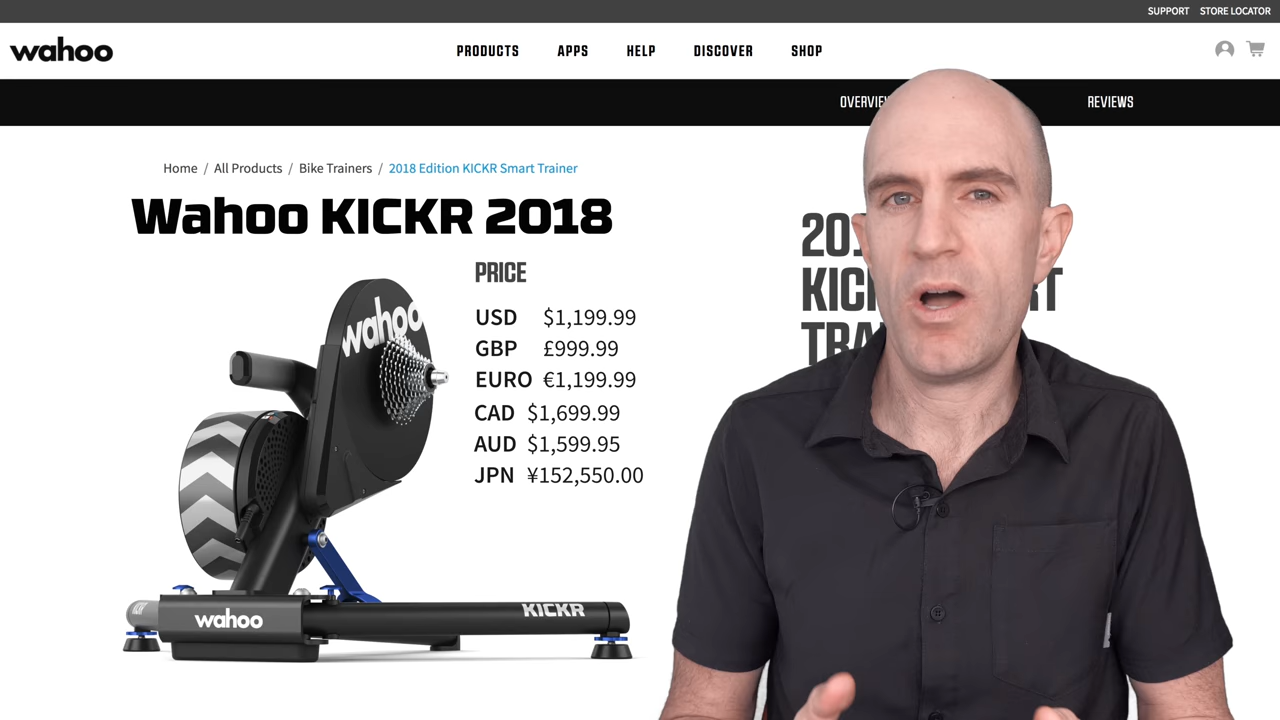 SUPPORT STORE LOCATOR
wahoo
PRODUCTS APPS HELP DISCOVER SHOP
REVIEWS
Home / All Products / Bike Trainers / 2018 Edition KICKR Smart Trainer
Wahoo KICKR 2018
PRICE
USD $1,199.99
GBP £999.99
EURO €1,199.99
CAD $1,699.99
AUD $1,599.95
JPN ¥152,550.00
wahoo
wahoo
KICKR